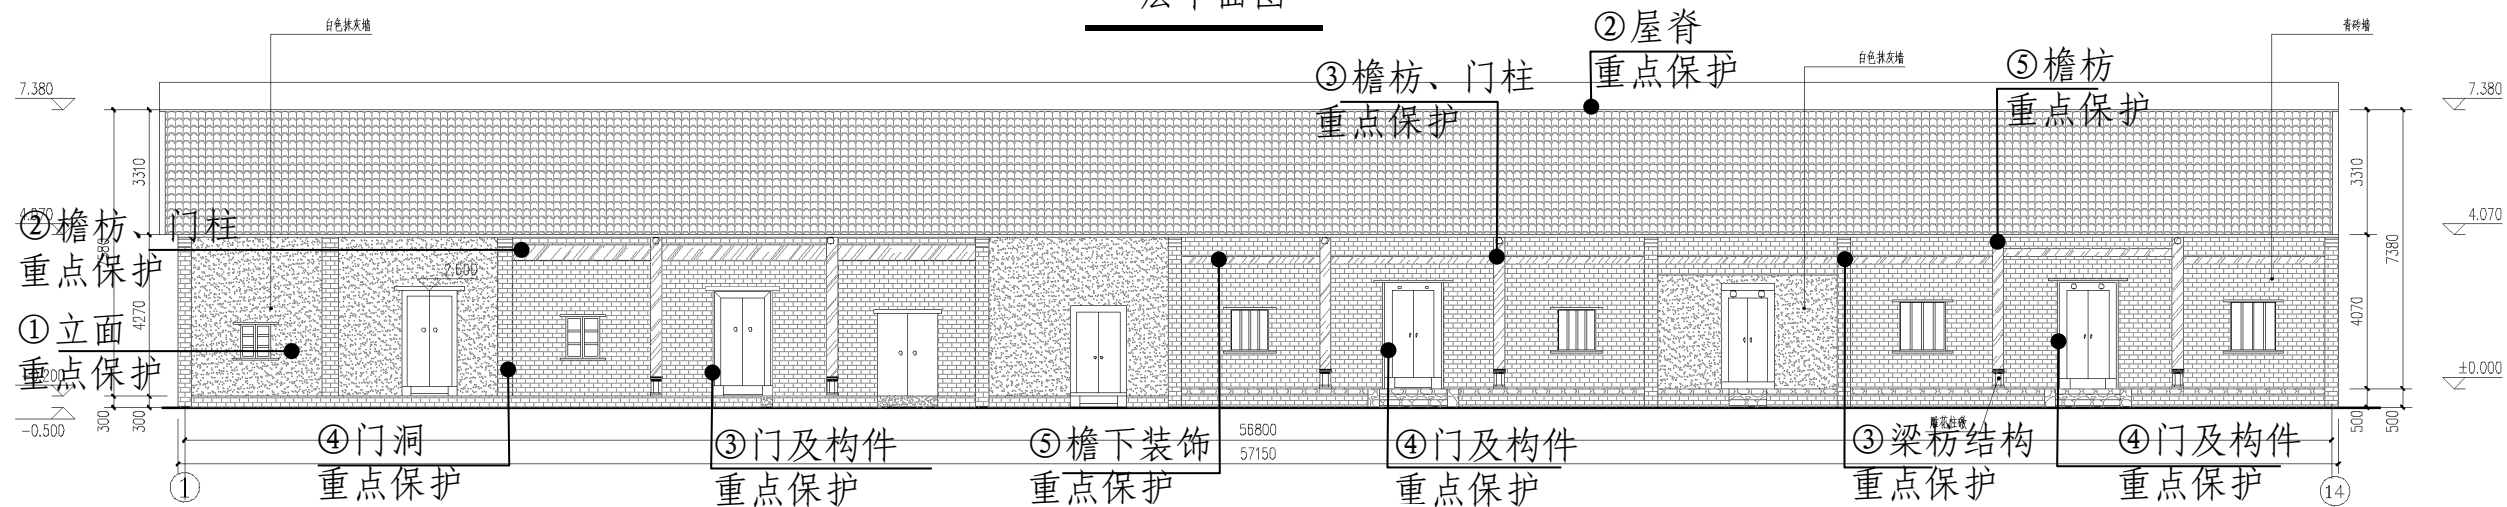 白色抹灰墙
②屋脊
重点保护
③檐枋、门柱
重点保护
白色抹灰墙
⑤檐枋
重点保护
青砖墙
7.380
7.380
3310
3310
4.070
7380
②檐枋、门柱
重点保护
2.600
①立面
重点保护
4270
4070
±0.000
300
300
-0.500
500
500
④门洞
重点保护
③门及构件
重点保护
⑤檐下装饰
重点保护
56800
57150
④门及构件
重点保护
雕花柱墩
③梁枋结构
重点保护
④门及构件
重点保护
1
14